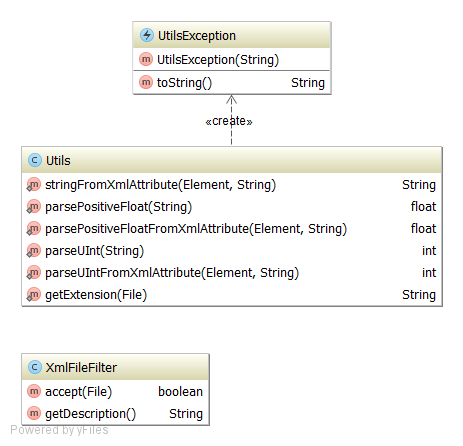 UtilsException
UtilsException(String)
toString() String
«create»
Utils
stringFromXmlAttribute(Element, String) String
parsePositiveFloat(String) float
parsePositiveFloatFromXmlAttribute(Element, String) float
parseUInt(String) int
parseUIntFromXmlAttribute(Element, String) int
getExtension(File) String
XmlFileFilter
accept(File) boolean
getDescription() String
Powered by yFiles